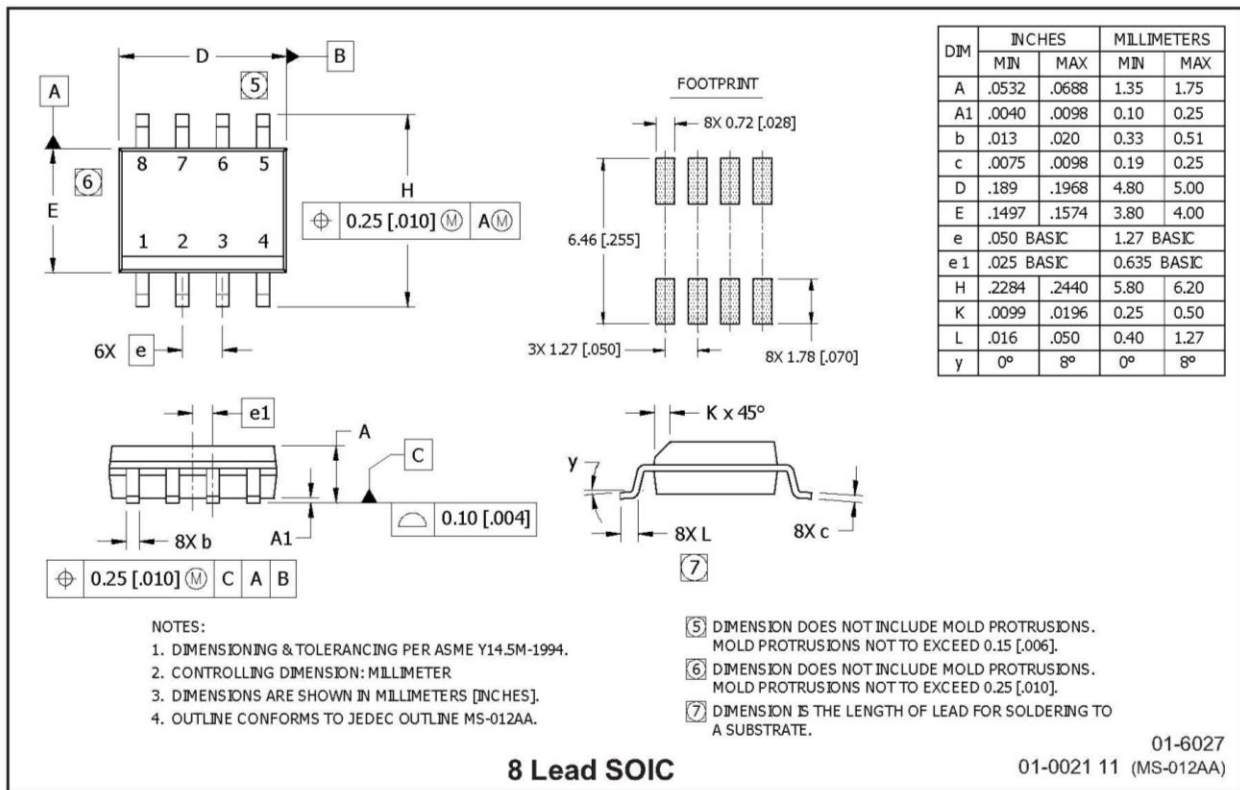 D
B
5
A
8 7 6 5
6
E
H
⌖ 0.25 [.010] Ⓜ A Ⓜ
1 2 3 4
6X e
FOOTPRINT
8X 0.72 [.028]
6.46 [.255]
3X 1.27 [.050]
8X 1.78 [.070]
DIM INCHES MILLIMETERS
MIN MAX MIN MAX
A .0532 .0688 1.35 1.75
A1 .0040 .0098 0.10 0.25
b .013 .020 0.33 0.51
c .0075 .0098 0.19 0.25
D .189 .1968 4.80 5.00
E .1497 .1574 3.80 4.00
e .050 BASIC 1.27 BASIC
e 1 .025 BASIC 0.635 BASIC
H .2284 .2440 5.80 6.20
K .0099 .0196 0.25 0.50
L .016 .050 0.40 1.27
y 0° 8° 0° 8°
e1
A
C
0.10 [.004]
8X b
A1
⌖ 0.25 [.010] Ⓜ C A B
K x 45°
y
8X L
8X c
7
NOTES:
1. DIMENSIONING & TOLERANCING PER ASME Y14.5M-1994.
2. CONTROLLING DIMENSION: MILLIMETER
3. DIMENSIONS ARE SHOWN IN MILLIMETERS [INCHES].
4. OUTLINE CONFORMS TO JEDEC OUTLINE MS-012AA.
5 DIMENSION DOES NOT INCLUDE MOLD PROTRUSIONS.
MOLD PROTRUSIONS NOT TO EXCEED 0.15 [.006].
6 DIMENSION DOES NOT INCLUDE MOLD PROTRUSIONS.
MOLD PROTRUSIONS NOT TO EXCEED 0.25 [.010].
7 DIMENSION IS THE LENGTH OF LEAD FOR SOLDERING TO
A SUBSTRATE.
8 Lead SOIC
01-6027
01-0021 11 (MS-012AA)